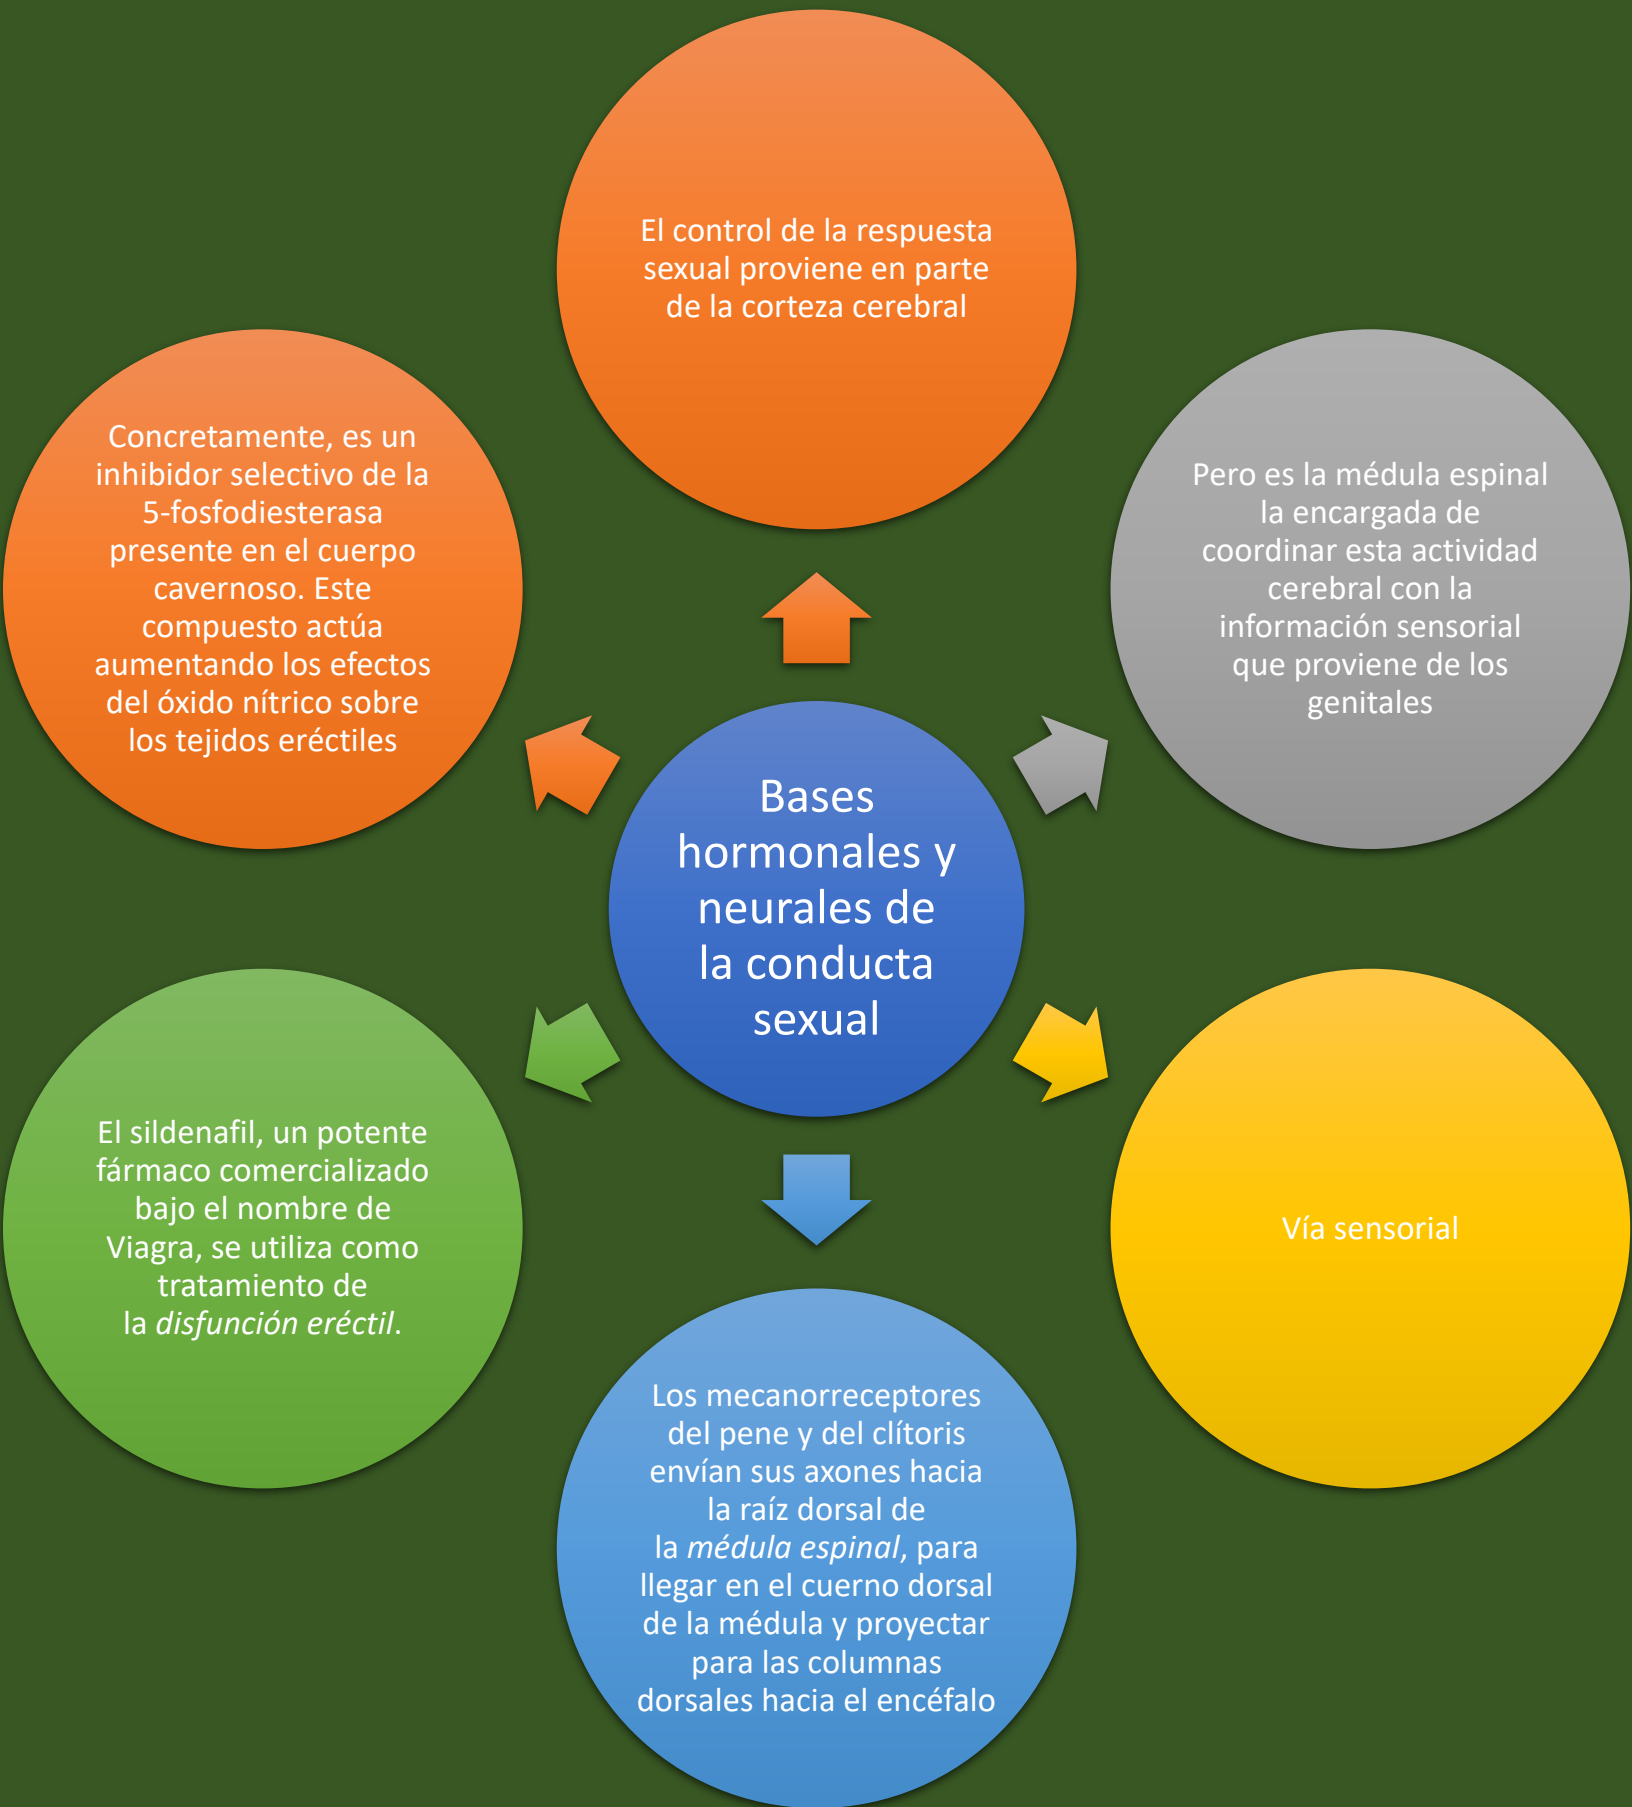 El control de la respuesta
sexual proviene en parte
de la corteza cerebral
Pero es la médula espinal
la encargada de
coordinar esta actividad
cerebral con la
información sensorial
que proviene de los
genitales
Vía sensorial
Los mecanorreceptores
del pene y del clítoris
envían sus axones hacia
la raíz dorsal de
la médula espinal, para
llegar en el cuerno dorsal
de la médula y proyectar
para las columnas
dorsales hacia el encéfalo
El sildenafil, un potente
fármaco comercializado
bajo el nombre de
Viagra, se utiliza como
tratamiento de
la disfunción eréctil.
Concretamente, es un
inhibidor selectivo de la
5-fosfodiesterasa
presente en el cuerpo
cavernoso. Este
compuesto actúa
aumentando los efectos
del óxido nítrico sobre
los tejidos eréctiles
Bases
hormonales y
neurales de
la conducta
sexual